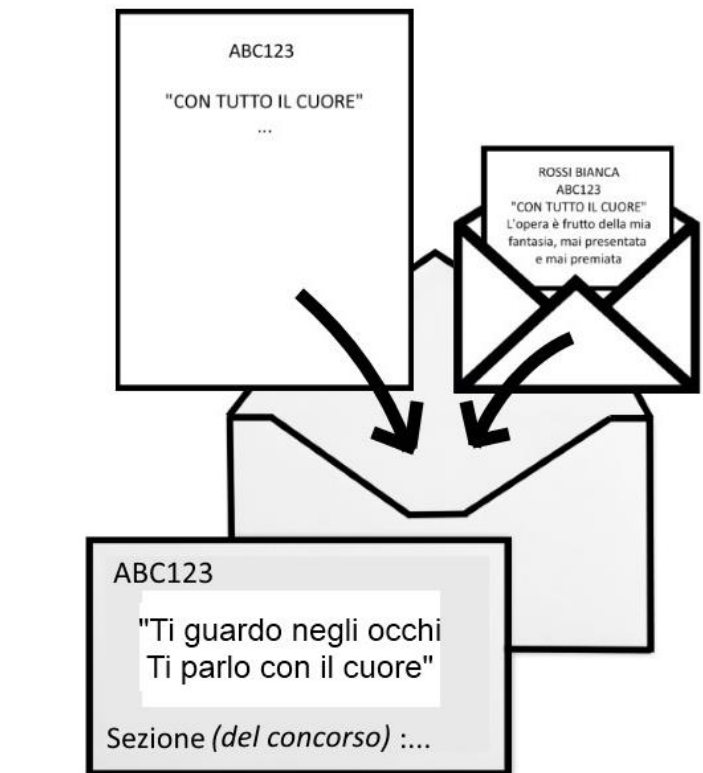 ABC123
"CON TUTTO IL CUORE"
...
ROSSI BIANCA
ABC123
"CON TUTTO IL CUORE"
L'opera è frutto della mia
fantasia, mai presentata
e mai premiata
ABC123
"Ti guardo negli occhi
Ti parlo con il cuore"
Sezione (del concorso) :...